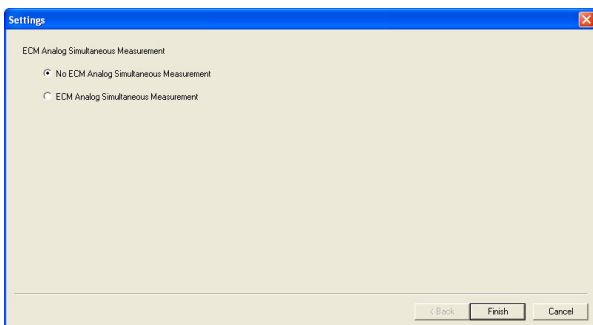 Settings
ECM Analog Simultaneous Measurement
No ECM Analog Simultaneous Measurement
ECM Analog Simultaneous Measurement
< Back Finish Cancel